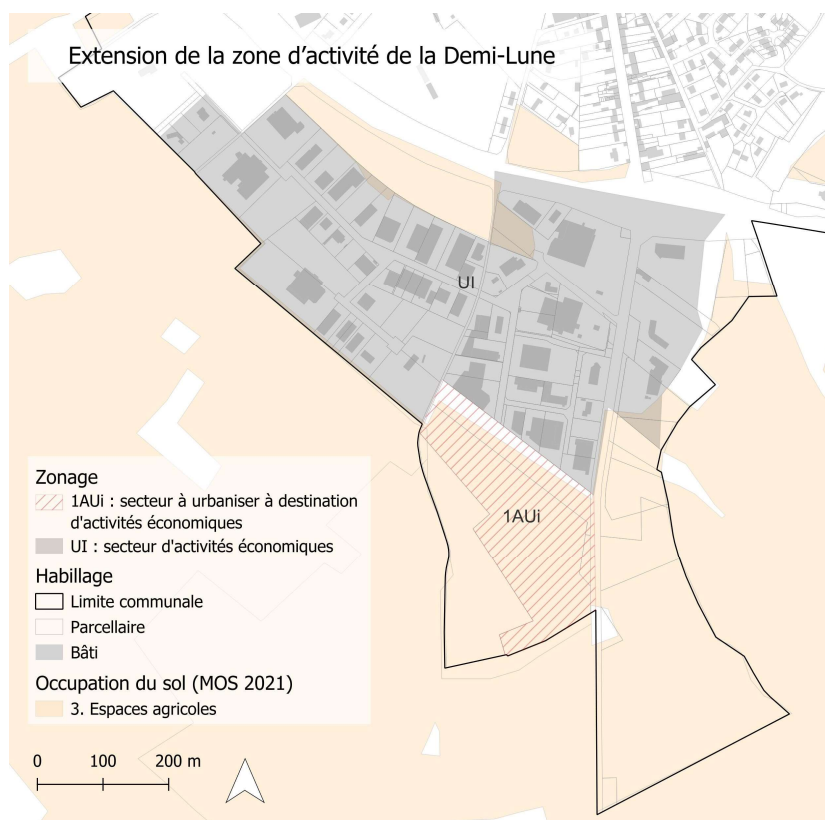 Extension de la zone d'activité de la Demi-Lune
UI
1AUi
Zonage
1AUi : secteur à urbaniser à destination
d'activités économiques
UI : secteur d'activités économiques
Habillage
Limite communale
Parcellaire
Bâti
Occupation du sol (MOS 2021)
3. Espaces agricoles
0 100 200 m